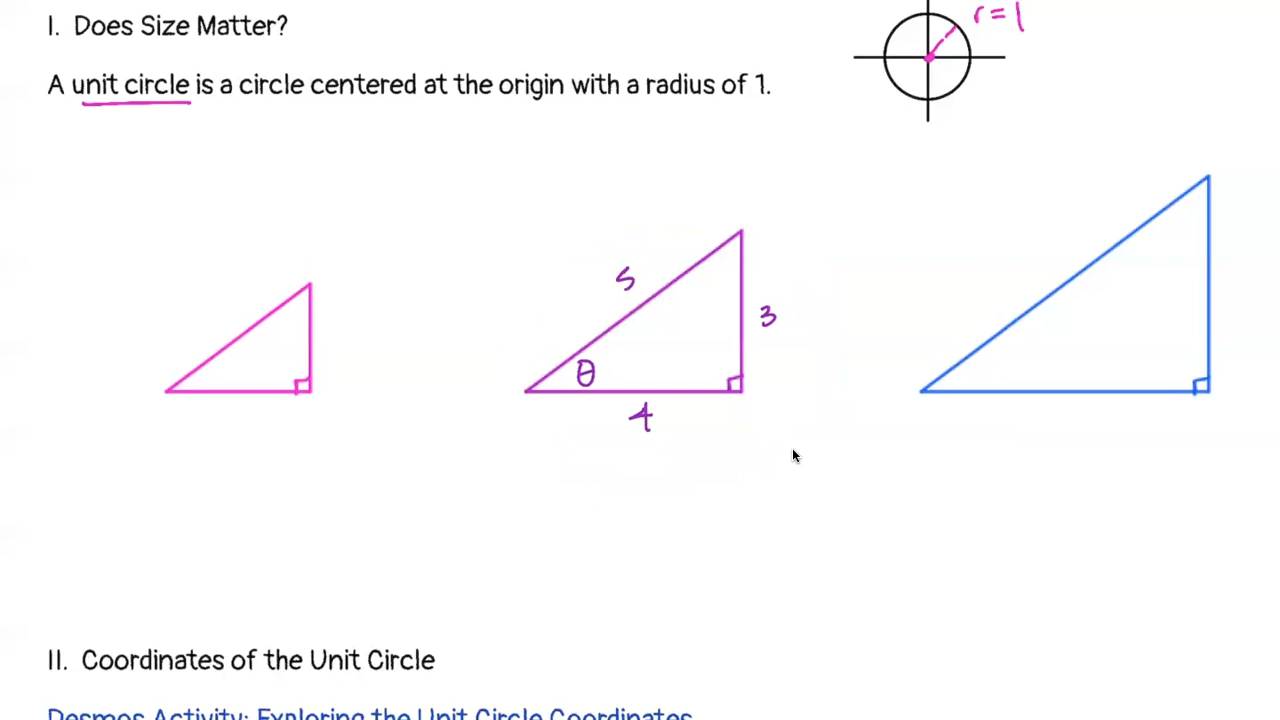 I. Does Size Matter?
r=1
A unit circle is a circle centered at the origin with a radius of 1.
5
3
θ
4
II. Coordinates of the Unit Circle
Desmos Activity: Exploring the Unit Circle Coordinates